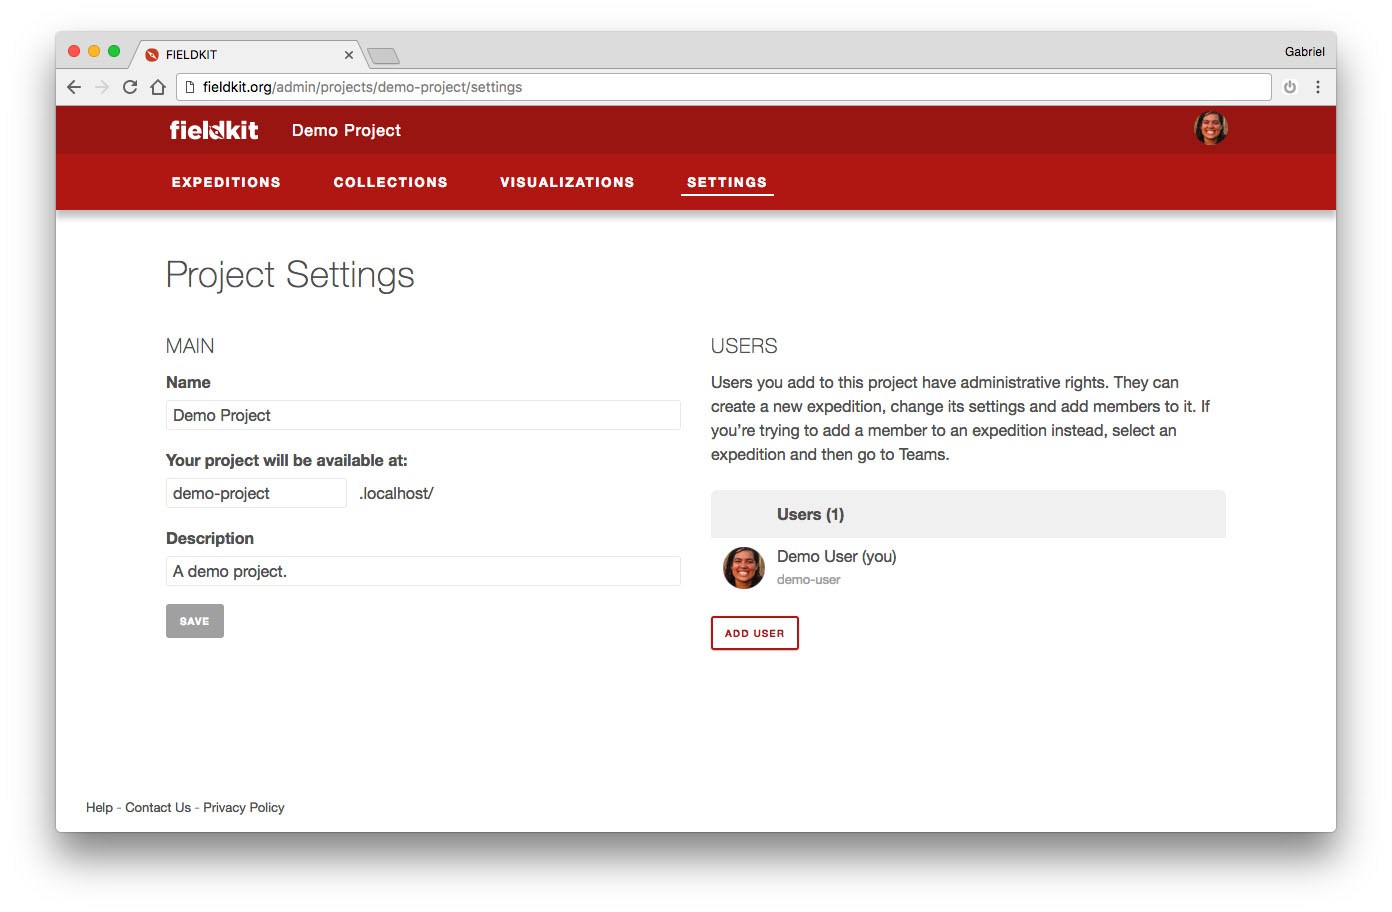 FIELDKIT
Gabriel
fieldkit.org/admin/projects/demo-project/settings
fieldkit
Demo Project
EXPEDITIONS
COLLECTIONS
VISUALIZATIONS
SETTINGS
Project Settings
MAIN
Name
Demo Project
Your project will be available at:
demo-project .localhost/
Description
A demo project.
SAVE
USERS
Users you add to this project have administrative rights. They can
create a new expedition, change its settings and add members to it. If
you’re trying to add a member to an expedition instead, select an
expedition and then go to Teams.
Users (1)
Demo User (you)
demo-user
ADD USER
Help - Contact Us - Privacy Policy